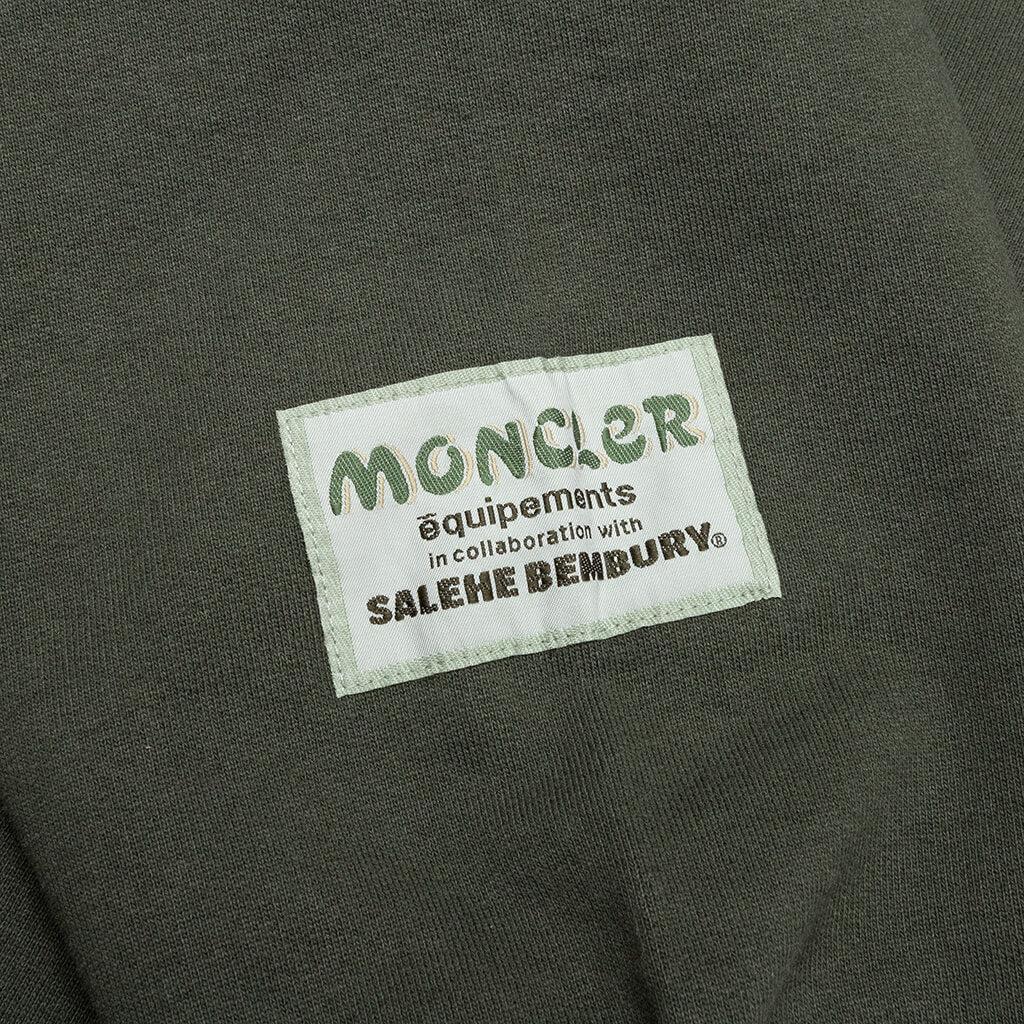 MONCLER
ēquipements
in collaboration with
SALEHE BEMBURY®